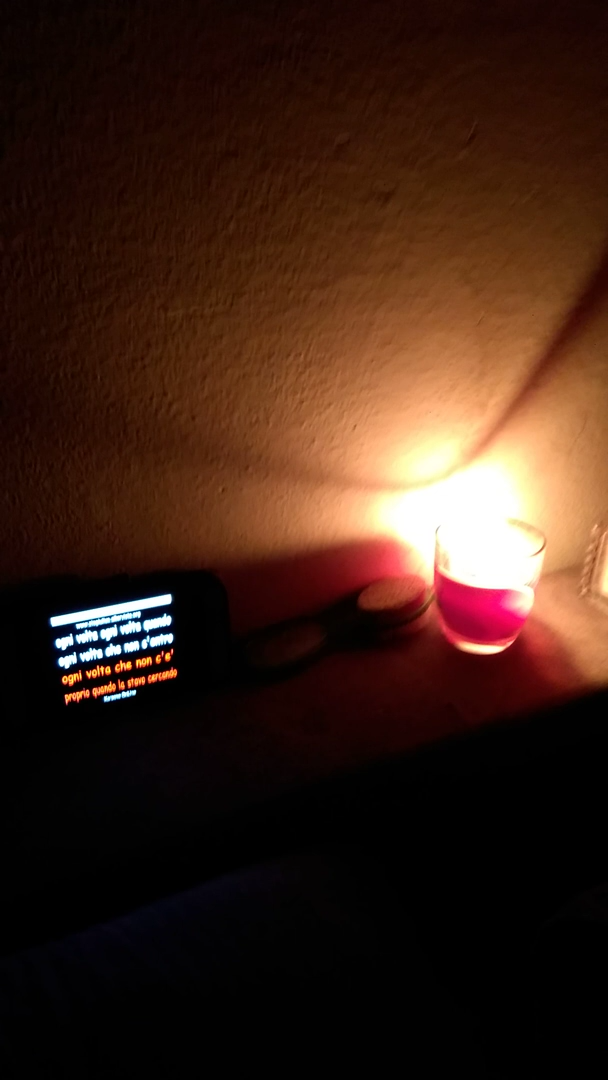 ogni volta ogni volta quando
ogni volta che non c'entro
ogni volta che non c'e'
proprio quando la stavo cercando